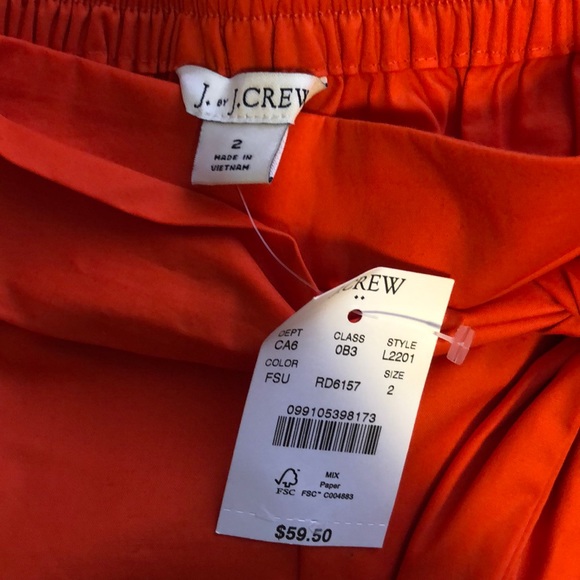 J. BY J.CREW
2
MADE IN
VIETNAM
J.CREW
DEPT CLASS STYLE
CA6 0B3 L2201
COLOR SIZE
FSU RD6157 2
099105398173
MIX
Paper
FSC FSC™ C004883
$59.50